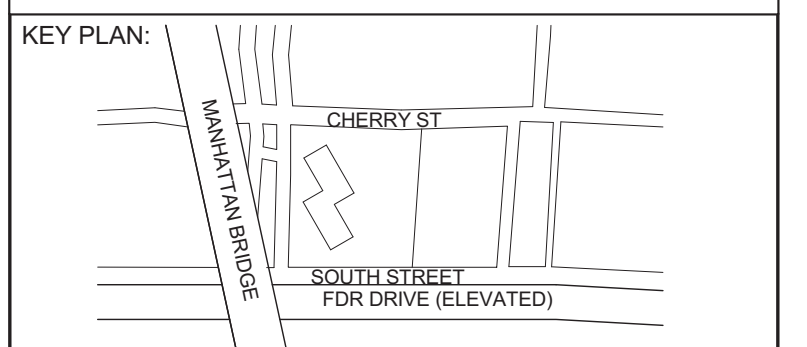 KEY PLAN:
CHERRY ST
MANHATTAN BRIDGE
SOUTH STREET
FDR DRIVE (ELEVATED)